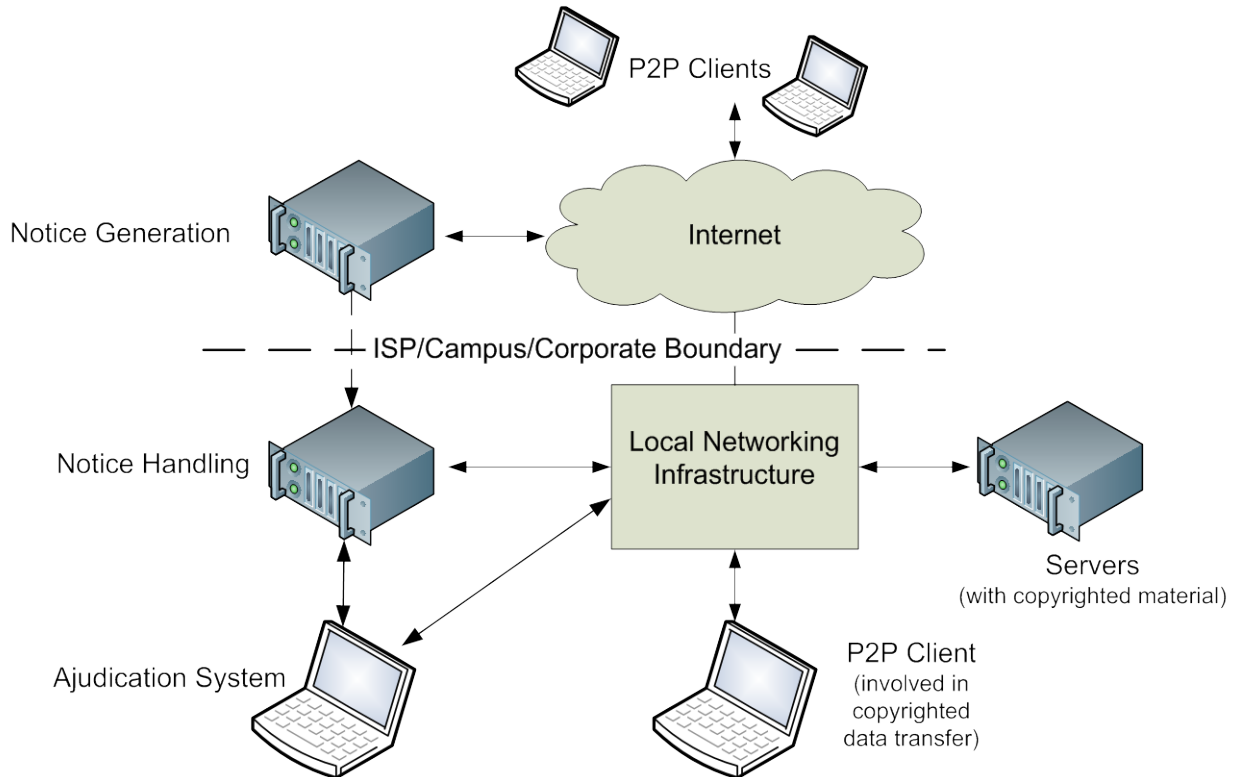 P2P Clients
Notice Generation
Internet
ISP/Campus/Corporate Boundary
Notice Handling
Local Networking
Infrastructure
Servers
(with copyrighted material)
Ajudication System
P2P Client
(involved in
copyrighted
data transfer)